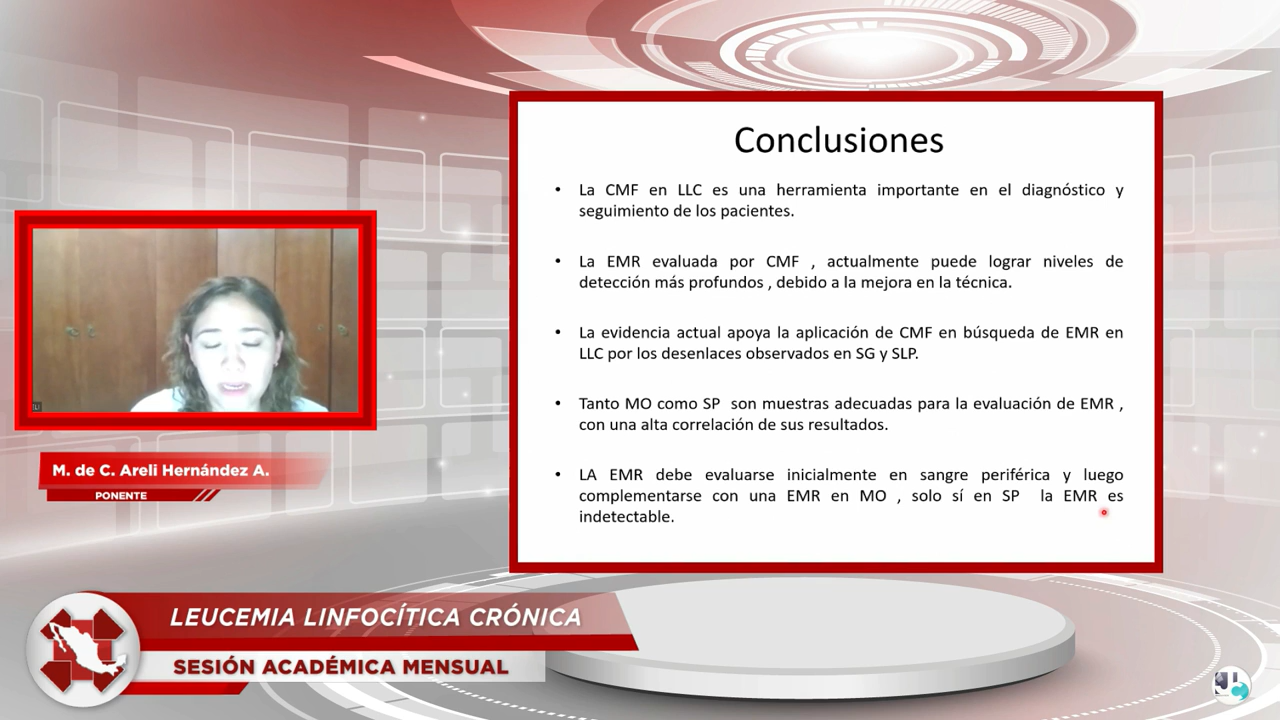 Conclusiones
• La CMF en LLC es una herramienta importante en el diagnóstico y
seguimiento de los pacientes.
• La EMR evaluada por CMF , actualmente puede lograr niveles de
detección más profundos , debido a la mejora en la técnica.
• La evidencia actual apoya la aplicación de CMF en búsqueda de EMR en
LLC por los desenlaces observados en SG y SLP.
• Tanto MO como SP son muestras adecuadas para la evaluación de EMR ,
con una alta correlación de sus resultados.
• LA EMR debe evaluarse inicialmente en sangre periférica y luego
complementarse con una EMR en MO , solo sí en SP la EMR es
indetectable.
M. de C. Areli Hernández A.
PONENTE
LEUCEMIA LINFOCÍTICA CRÓNICA
SESIÓN ACADÉMICA MENSUAL